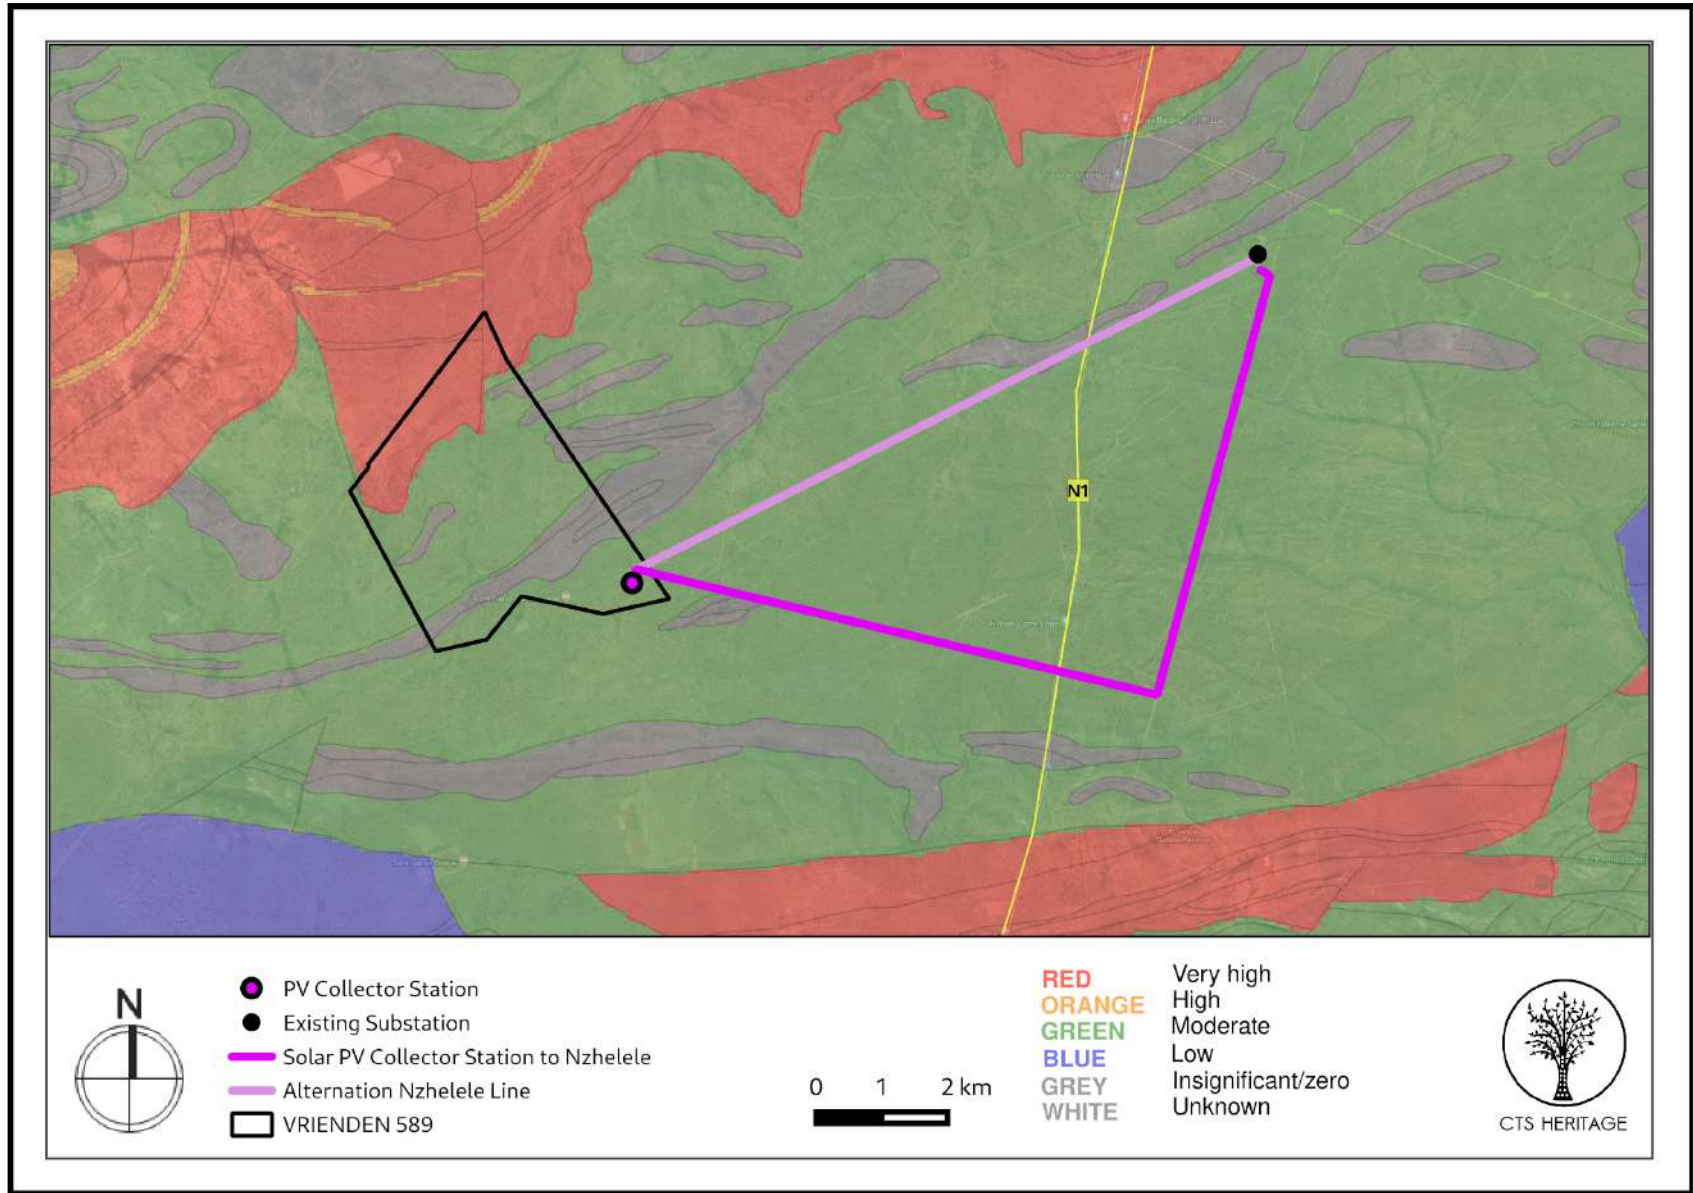 N1
N
PV Collector Station
Existing Substation
Solar PV Collector Station to Nzhelele
Alternation Nzhelele Line
VRIENDEN 589
0 1 2 km
RED Very high
ORANGE High
GREEN Moderate
BLUE Low
GREY Insignificant/zero
WHITE Unknown
CTS HERITAGE